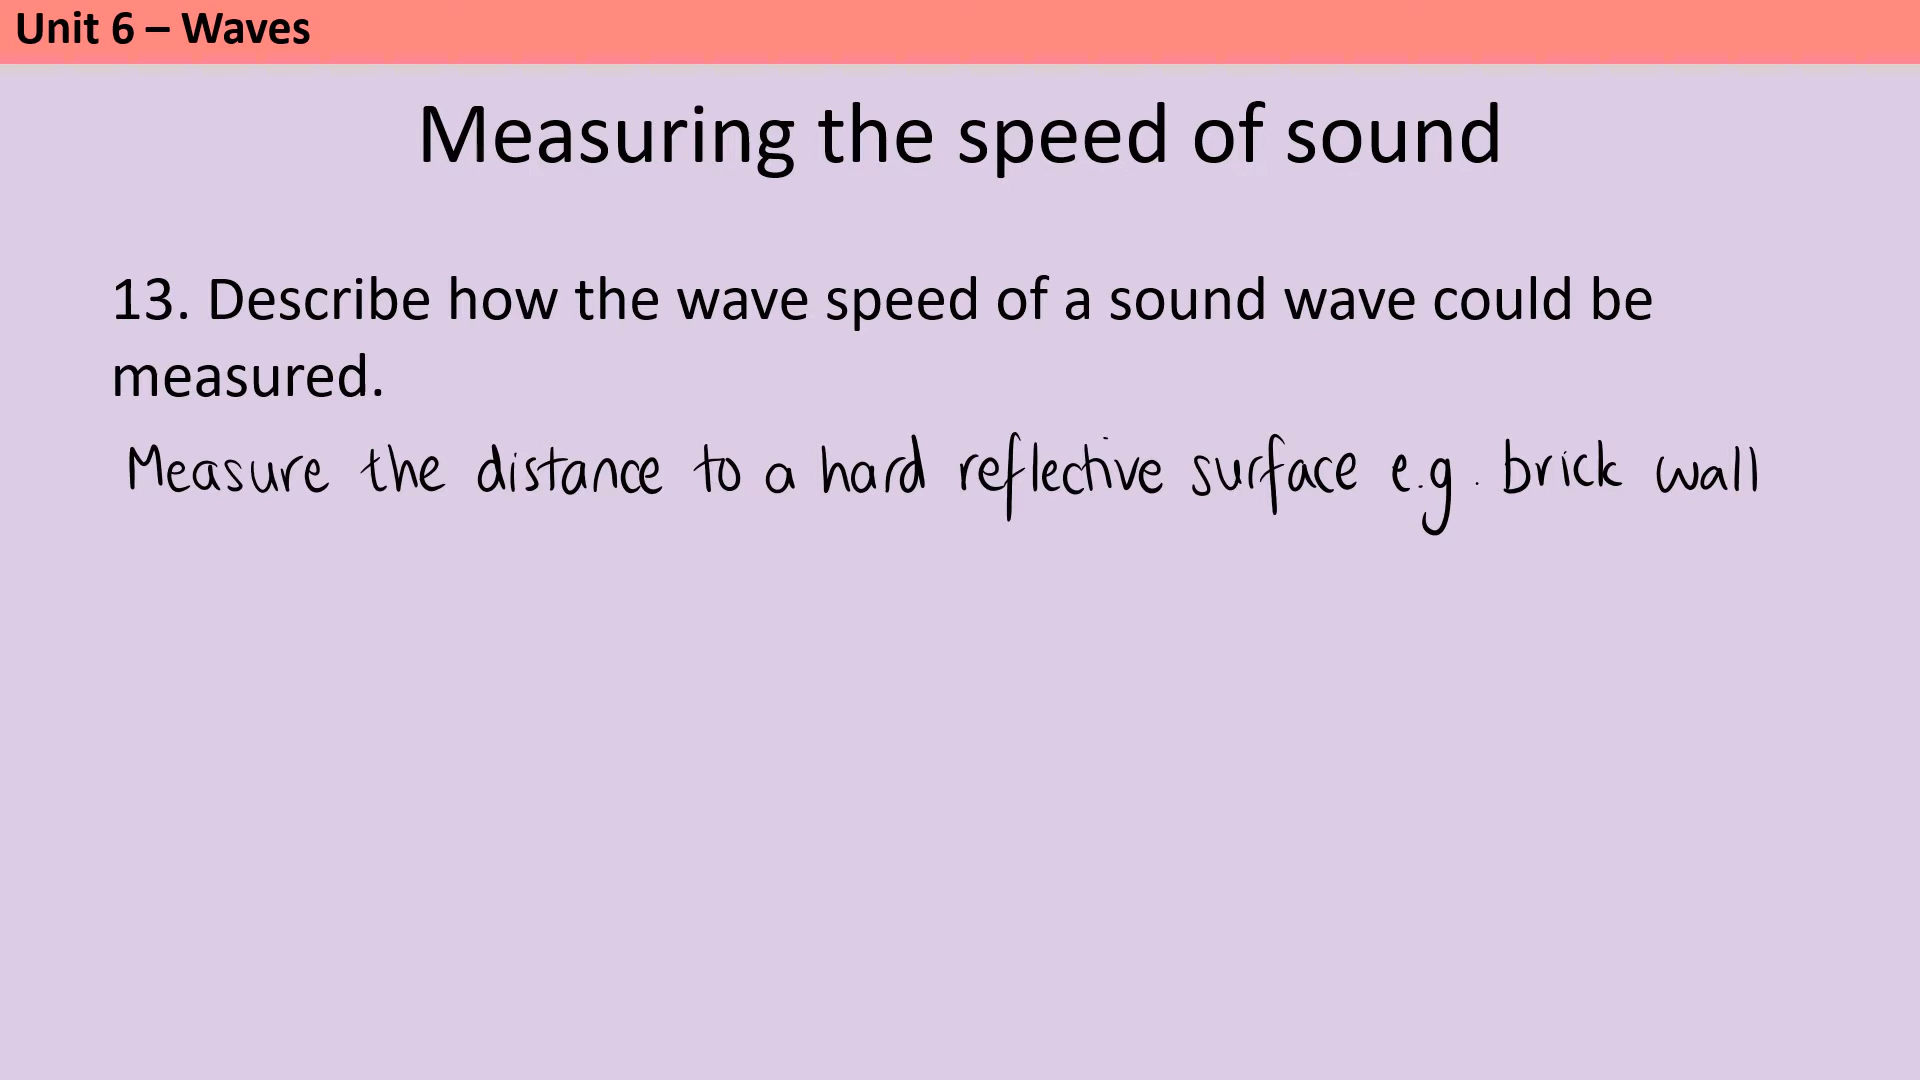 Unit 6 – Waves
Measuring the speed of sound
13. Describe how the wave speed of a sound wave could be
measured.
Measure the distance to a hard reflective surface e.g. brick wall